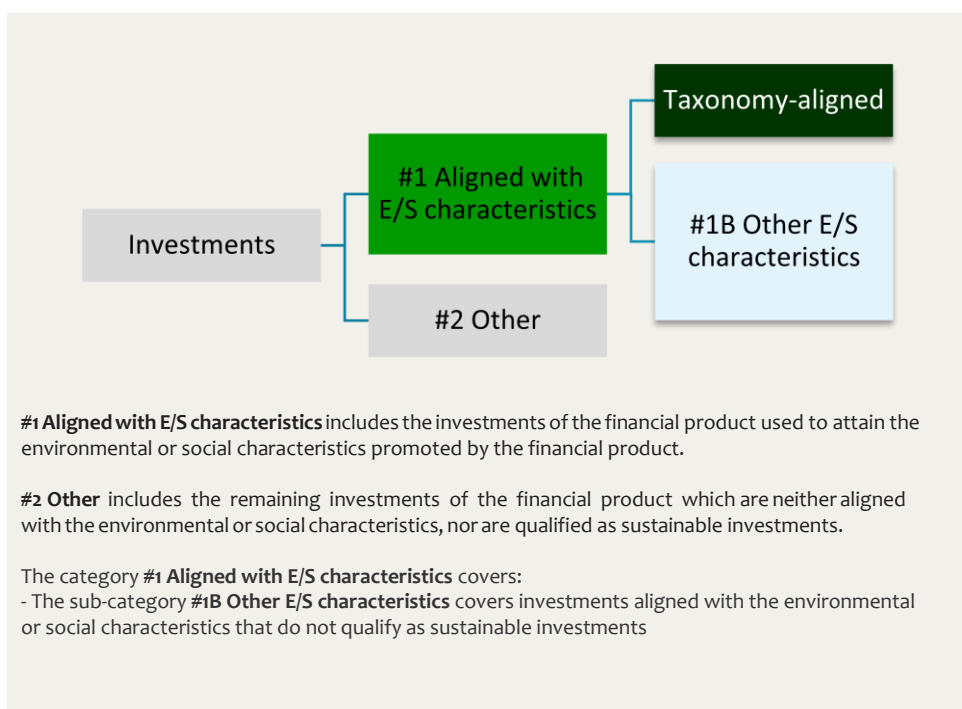 Taxonomy-aligned
#1 Aligned with
E/S characteristics
#1B Other E/S
characteristics
Investments
#2 Other
#1 Aligned with E/S characteristics includes the investments of the financial product used to attain the
environmental or social characteristics promoted by the financial product.
#2 Other includes the remaining investments of the financial product which are neither aligned
with the environmental or social characteristics, nor are qualified as sustainable investments.
The category #1 Aligned with E/S characteristics covers:
- The sub-category #1B Other E/S characteristics covers investments aligned with the environmental
or social characteristics that do not qualify as sustainable investments